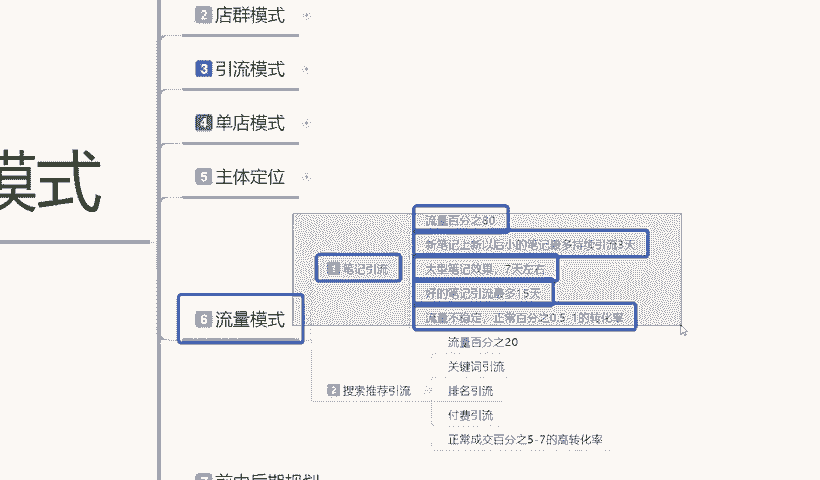 2 店群模式
3 引流模式
4 单店模式
模式
5 主体定位
流量百分之80
新笔记上新以后小的笔记最多持续引流3天
1 笔记引流
大型笔记效果，7天左右
好的笔记引流最多15天
6 流量模式
流量不稳定，正常百分之0.5-1的转化率
流量百分之20
关键词引流
2 搜索推荐引流
排名引流
付费引流
正常成交百分之5-7的高转化率
7 前中后期规划